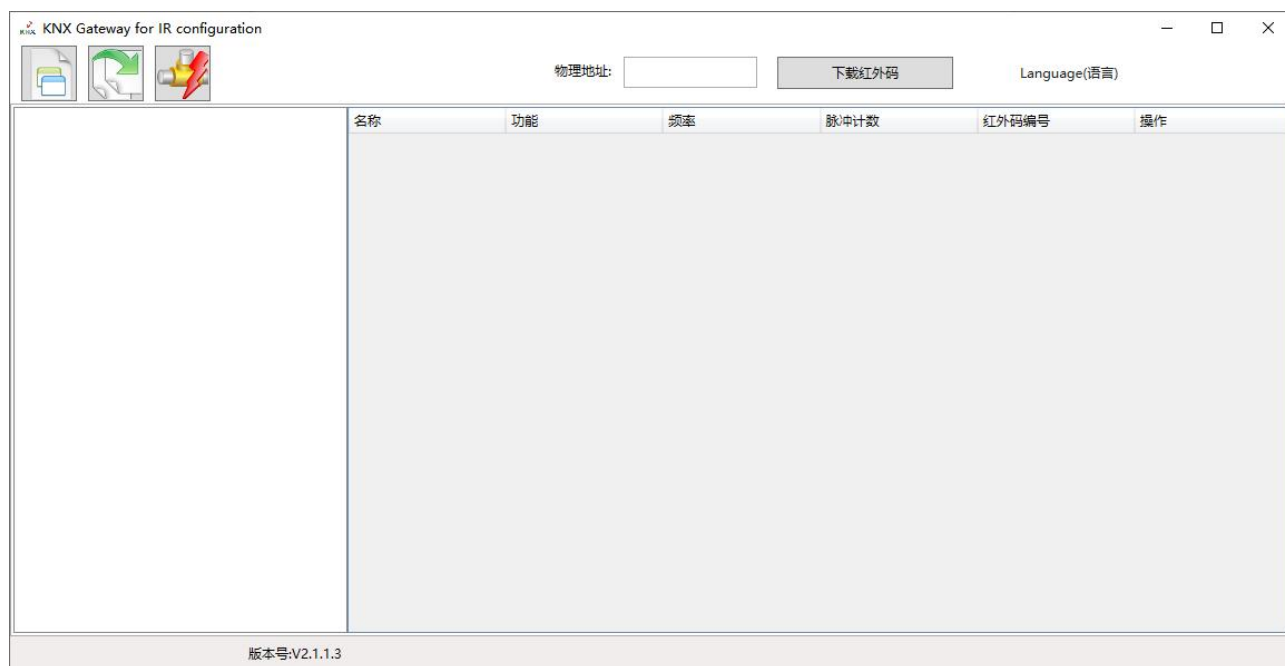 KNX KNX Gateway for IR configuration
物理地址: 下载红外码 Language(语言)
名称 功能 频率 脉冲计数 红外码编号 操作
版本号:V2.1.1.3